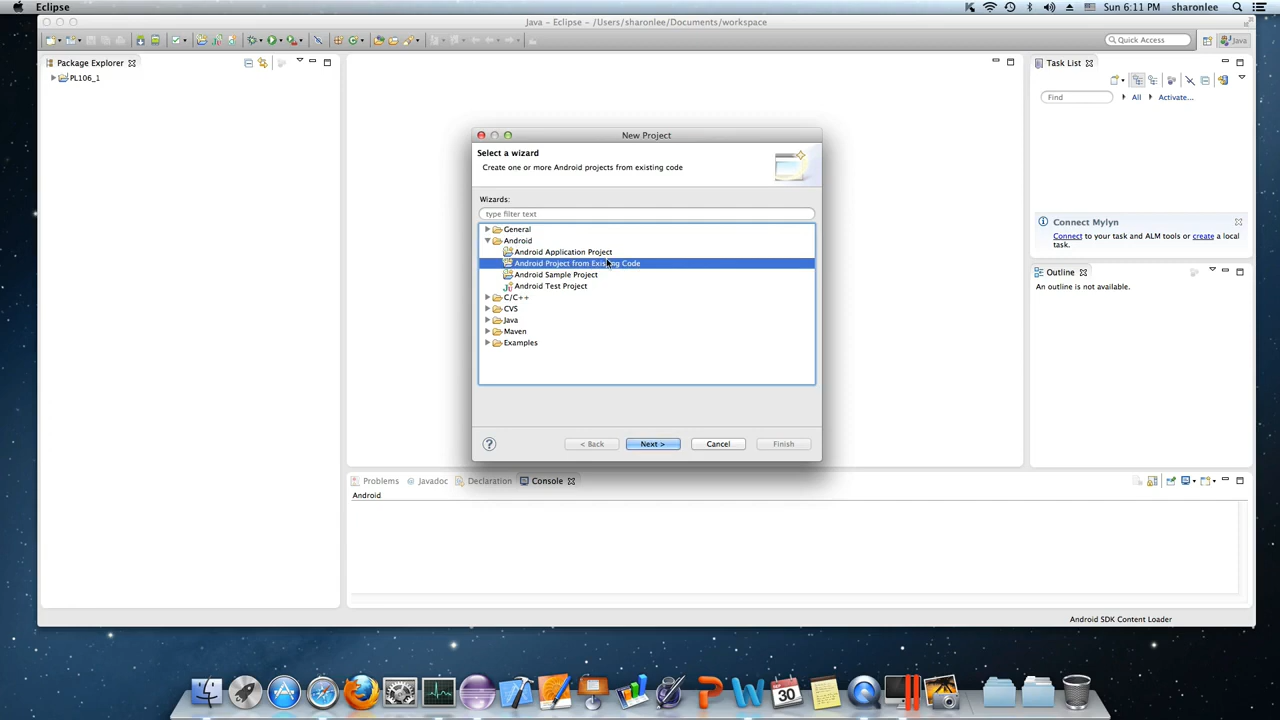 Eclipse
Sun 6:11 PM sharonlee
Java – Eclipse – /Users/sharonlee/Documents/workspace
Quick Access
Java
Package Explorer
PL106_1
Task List
Find
All
Activate...
New Project
Select a wizard
Create one or more Android projects from existing code
Wizards:
type filter text
General
Android
Android Application Project
Android Project from Existing Code
Android Sample Project
Android Test Project
C/C++
CVS
Java
Maven
Examples
< Back
Next >
Cancel
Finish
Connect Mylyn
Connect to your task and ALM tools or create a local
task.
Outline
An outline is not available.
Problems
Javadoc
Declaration
Console
Android
Android SDK Content Loader
30